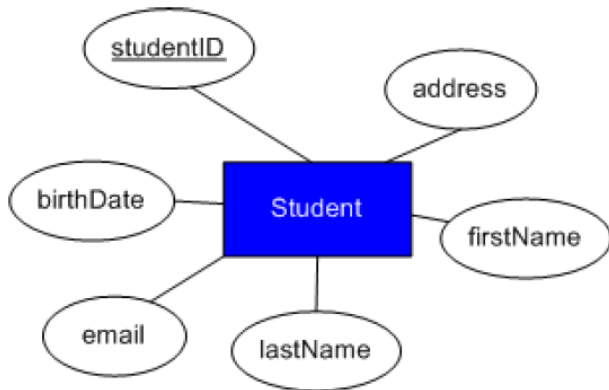 studentID
address
birthDate
Student
firstName
email
lastName